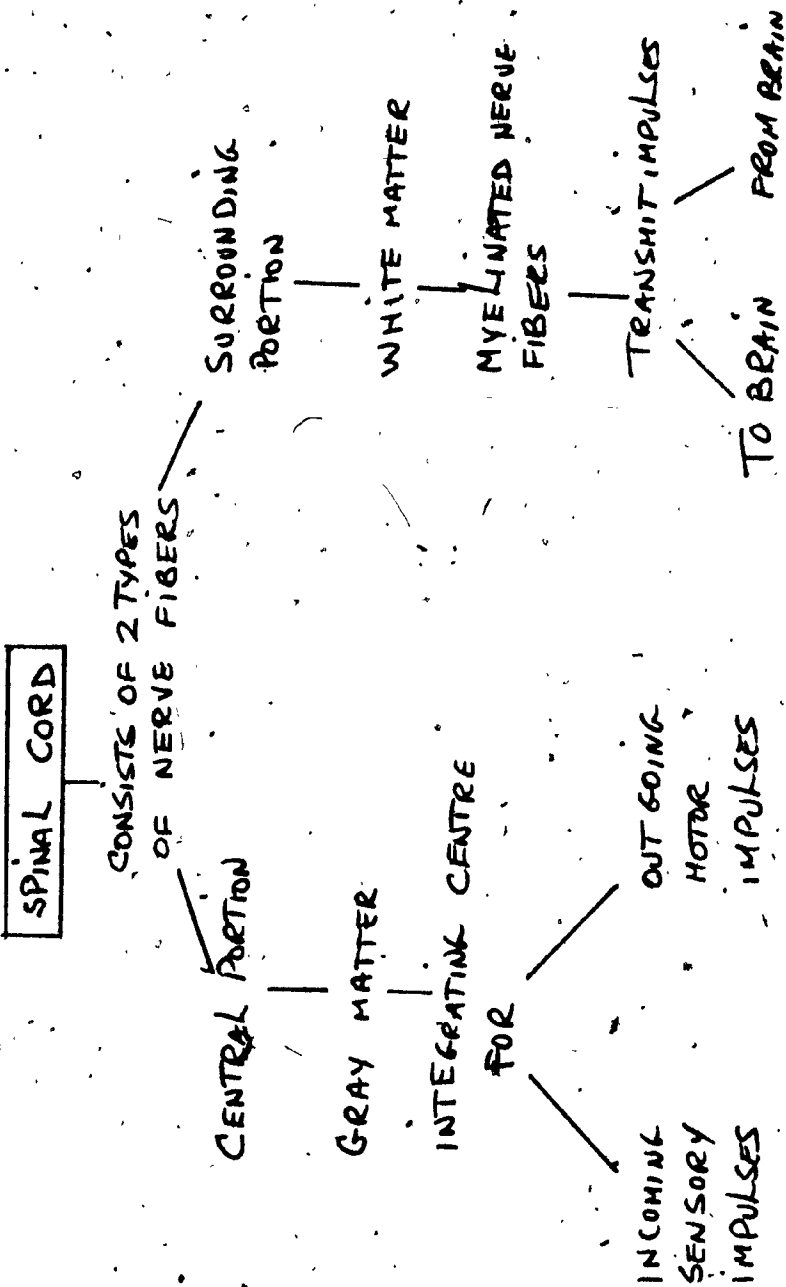 SPINAL CORD
CONSISTS OF 2 TYPES
OF NERVE FIBERS
CENTRAL PORTION
GRAY MATTER
INTEGRATING CENTRE
FOR
INCOMING
SENSORY
IMPULSES
OUT GOING
MOTOR
IMPULSES
SURROUNDING
PORTION
WHITE MATTER
MYELINATED NERVE
FIBERS
TRANSMIT IMPULSES
TO BRAIN
FROM BRAIN